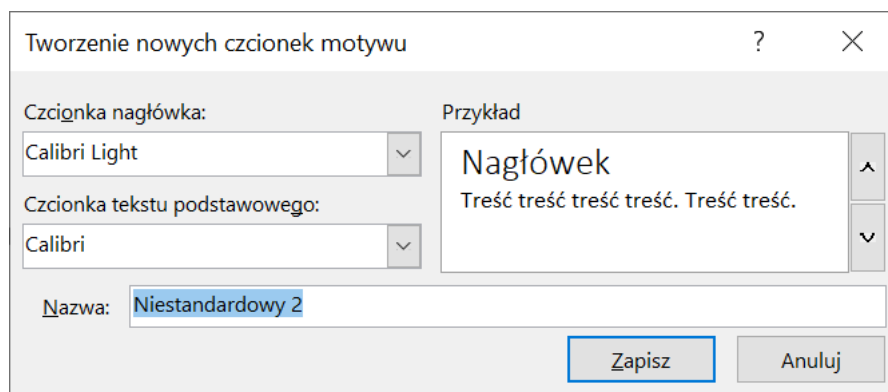 Tworzenie nowych czcionek motywu
Czcionka nagłówka:
Calibri Light
Czcionka tekstu podstawowego:
Calibri
Przykład
Nagłówek
Treść treść treść treść. Treść treść.
Nazwa: Niestandardowy 2
Zapisz Anuluj